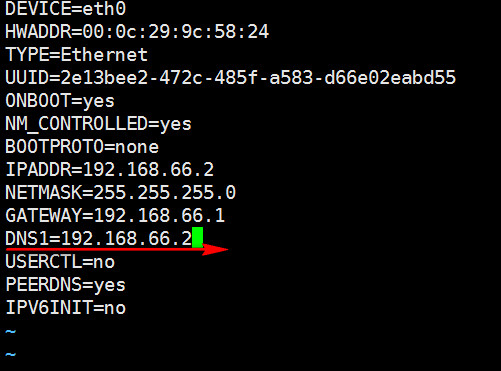 DEVICE=eth0
HWADDR=00:0c:29:9c:58:24
TYPE=Ethernet
UUID=2e13bee2-472c-485f-a583-d66e02eabd55
ONBOOT=yes
NM_CONTROLLED=yes
BOOTPROTO=none
IPADDR=192.168.66.2
NETMASK=255.255.255.0
GATEWAY=192.168.66.1
DNS1=192.168.66.2
USERCTL=no
PEERDNS=yes
IPV6INIT=no
~
~